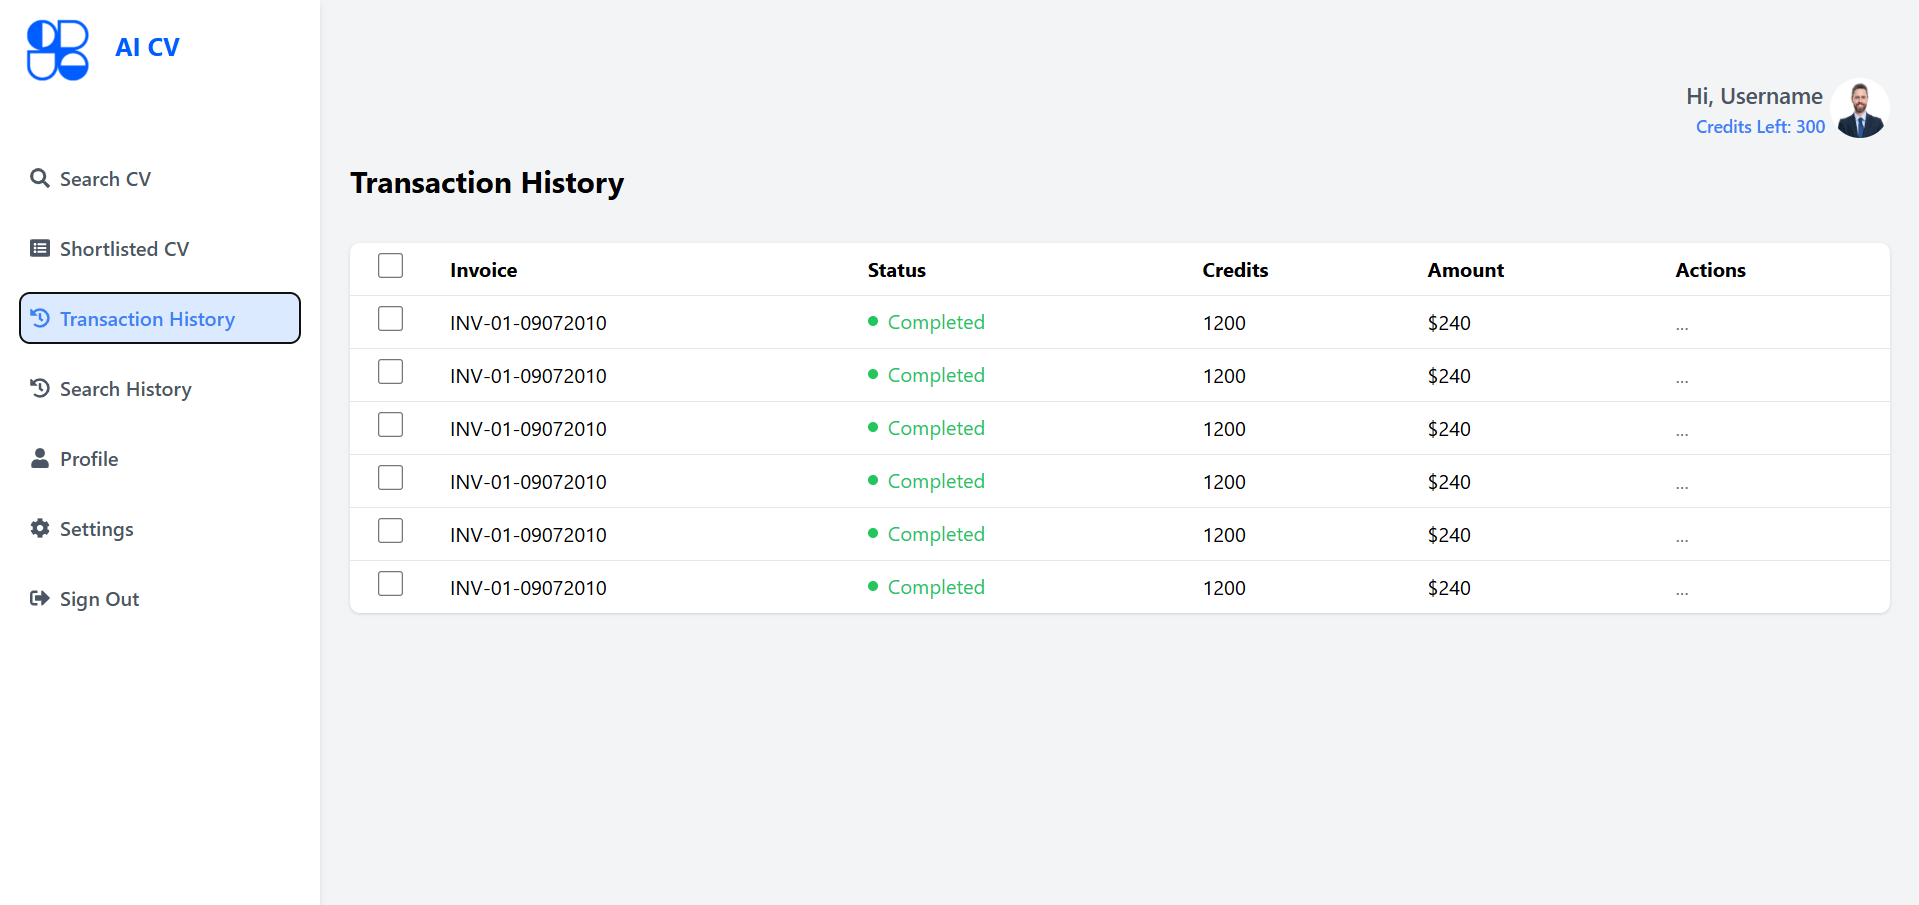 AI CV
Search CV
Shortlisted CV
Transaction History
Search History
Profile
Settings
Sign Out
Hi, Username
Credits Left: 300
Transaction History
Invoice Status Credits Amount Actions
INV-01-09072010 Completed 1200 $240 ...
INV-01-09072010 Completed 1200 $240 ...
INV-01-09072010 Completed 1200 $240 ...
INV-01-09072010 Completed 1200 $240 ...
INV-01-09072010 Completed 1200 $240 ...
INV-01-09072010 Completed 1200 $240 ...